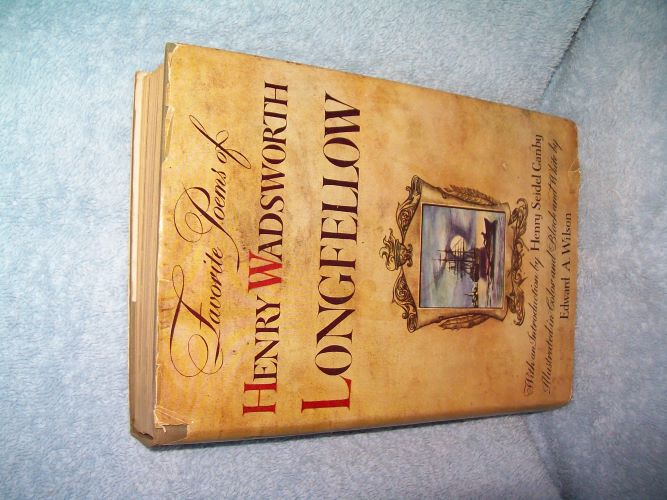 Favorite Poems of
HENRY WADSWORTH
LONGFELLOW
With an Introduction by Henry Seidel Canby
Illustrated in Color and Black and White by
Edward A. Wilson